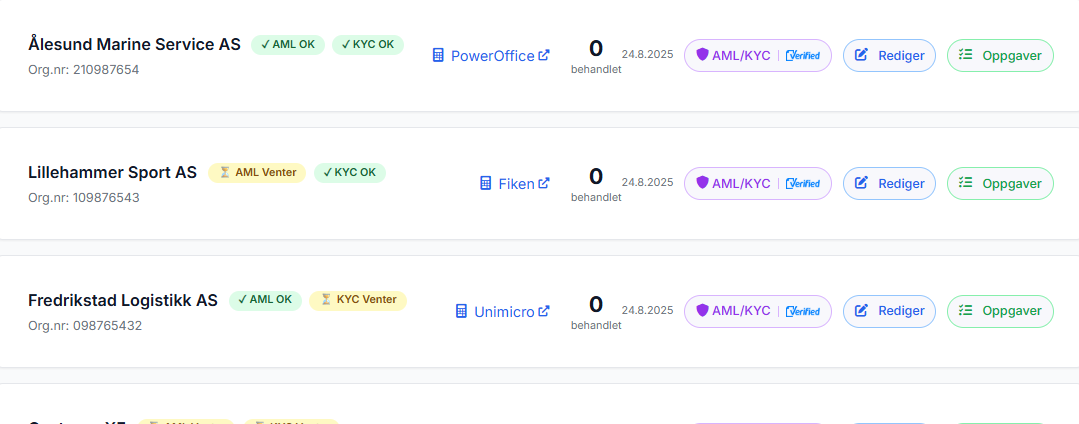 Ålesund Marine Service AS ✓ AML OK ✓ KYC OK
Org.nr: 210987654
PowerOffice
0
behandlet
24.8.2025
AML/KYC | Verified
Rediger
Oppgaver
Lillehammer Sport AS ⏳ AML Venter ✓ KYC OK
Org.nr: 109876543
Fiken
0
behandlet
24.8.2025
AML/KYC | Verified
Rediger
Oppgaver
Fredrikstad Logistikk AS ✓ AML OK ⏳ KYC Venter
Org.nr: 098765432
Unimicro
0
behandlet
24.8.2025
AML/KYC | Verified
Rediger
Oppgaver